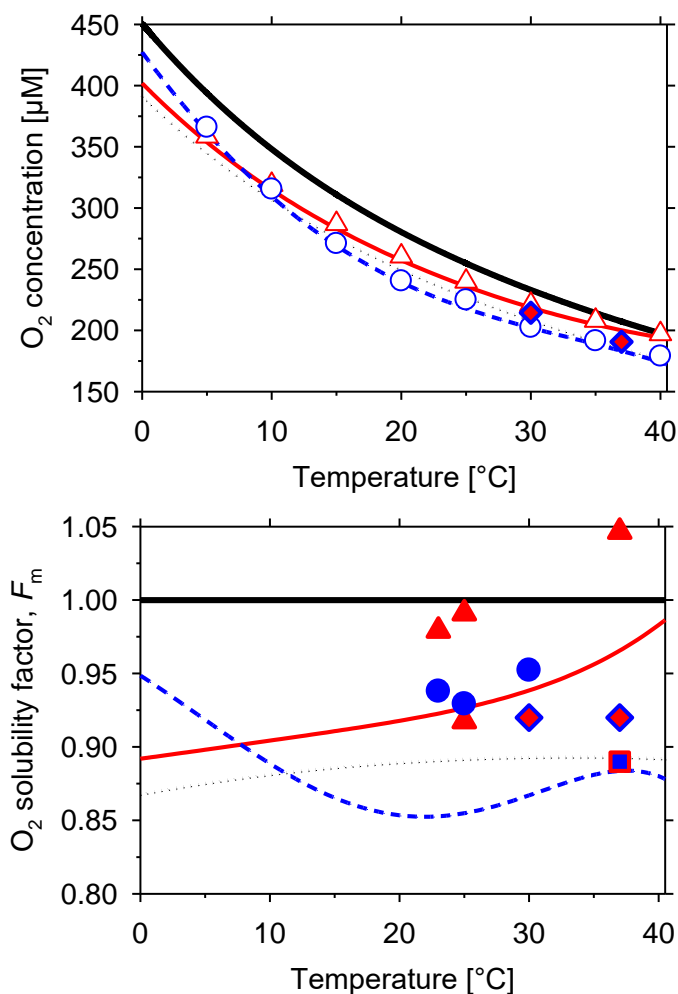 450
400
350
300
250
200
150
O₂ concentration [µM]
0 10 20 30 40
Temperature [°C]
1.05
1.00
0.95
0.90
0.85
0.80
O₂ solubility factor, Fₘ
0 10 20 30 40
Temperature [°C]